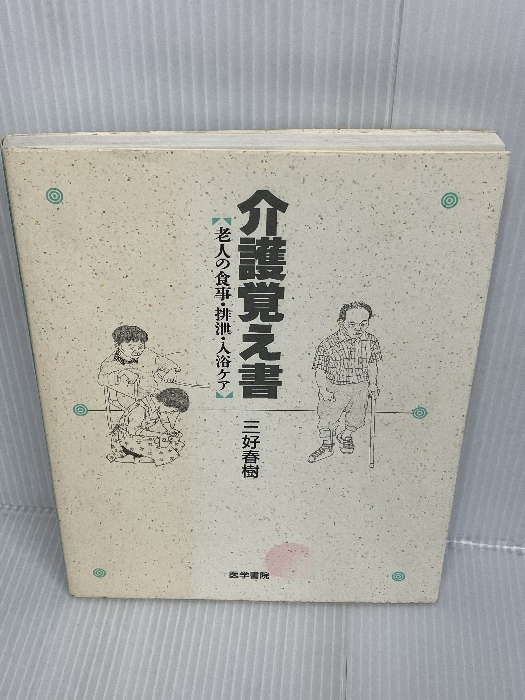 介護覚え書
【老人の食事・排泄・入浴ケア】
三好春樹
医学書院